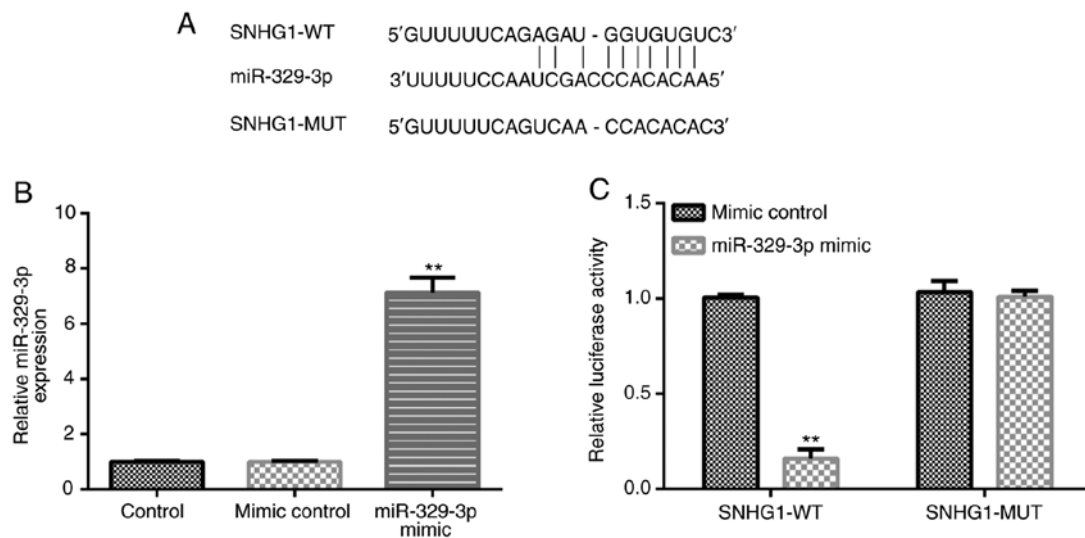 A
SNHG1-WT 5'GUUUUUCAGAGAU - GGUGUGUC3'
miR-329-3p 3'UUUUUCCAAUCGACCCACACAA5'
SNHG1-MUT 5'GUUUUUCAGUCAA - CCACACAC3'
B
Relative miR-329-3p
expression
10
8
6
4
2
0
**
Control Mimic control miR-329-3p
mimic
C
Relative luciferase activity
1.5
1.0
0.5
0.0
Mimic control
miR-329-3p mimic
**
SNHG1-WT SNHG1-MUT